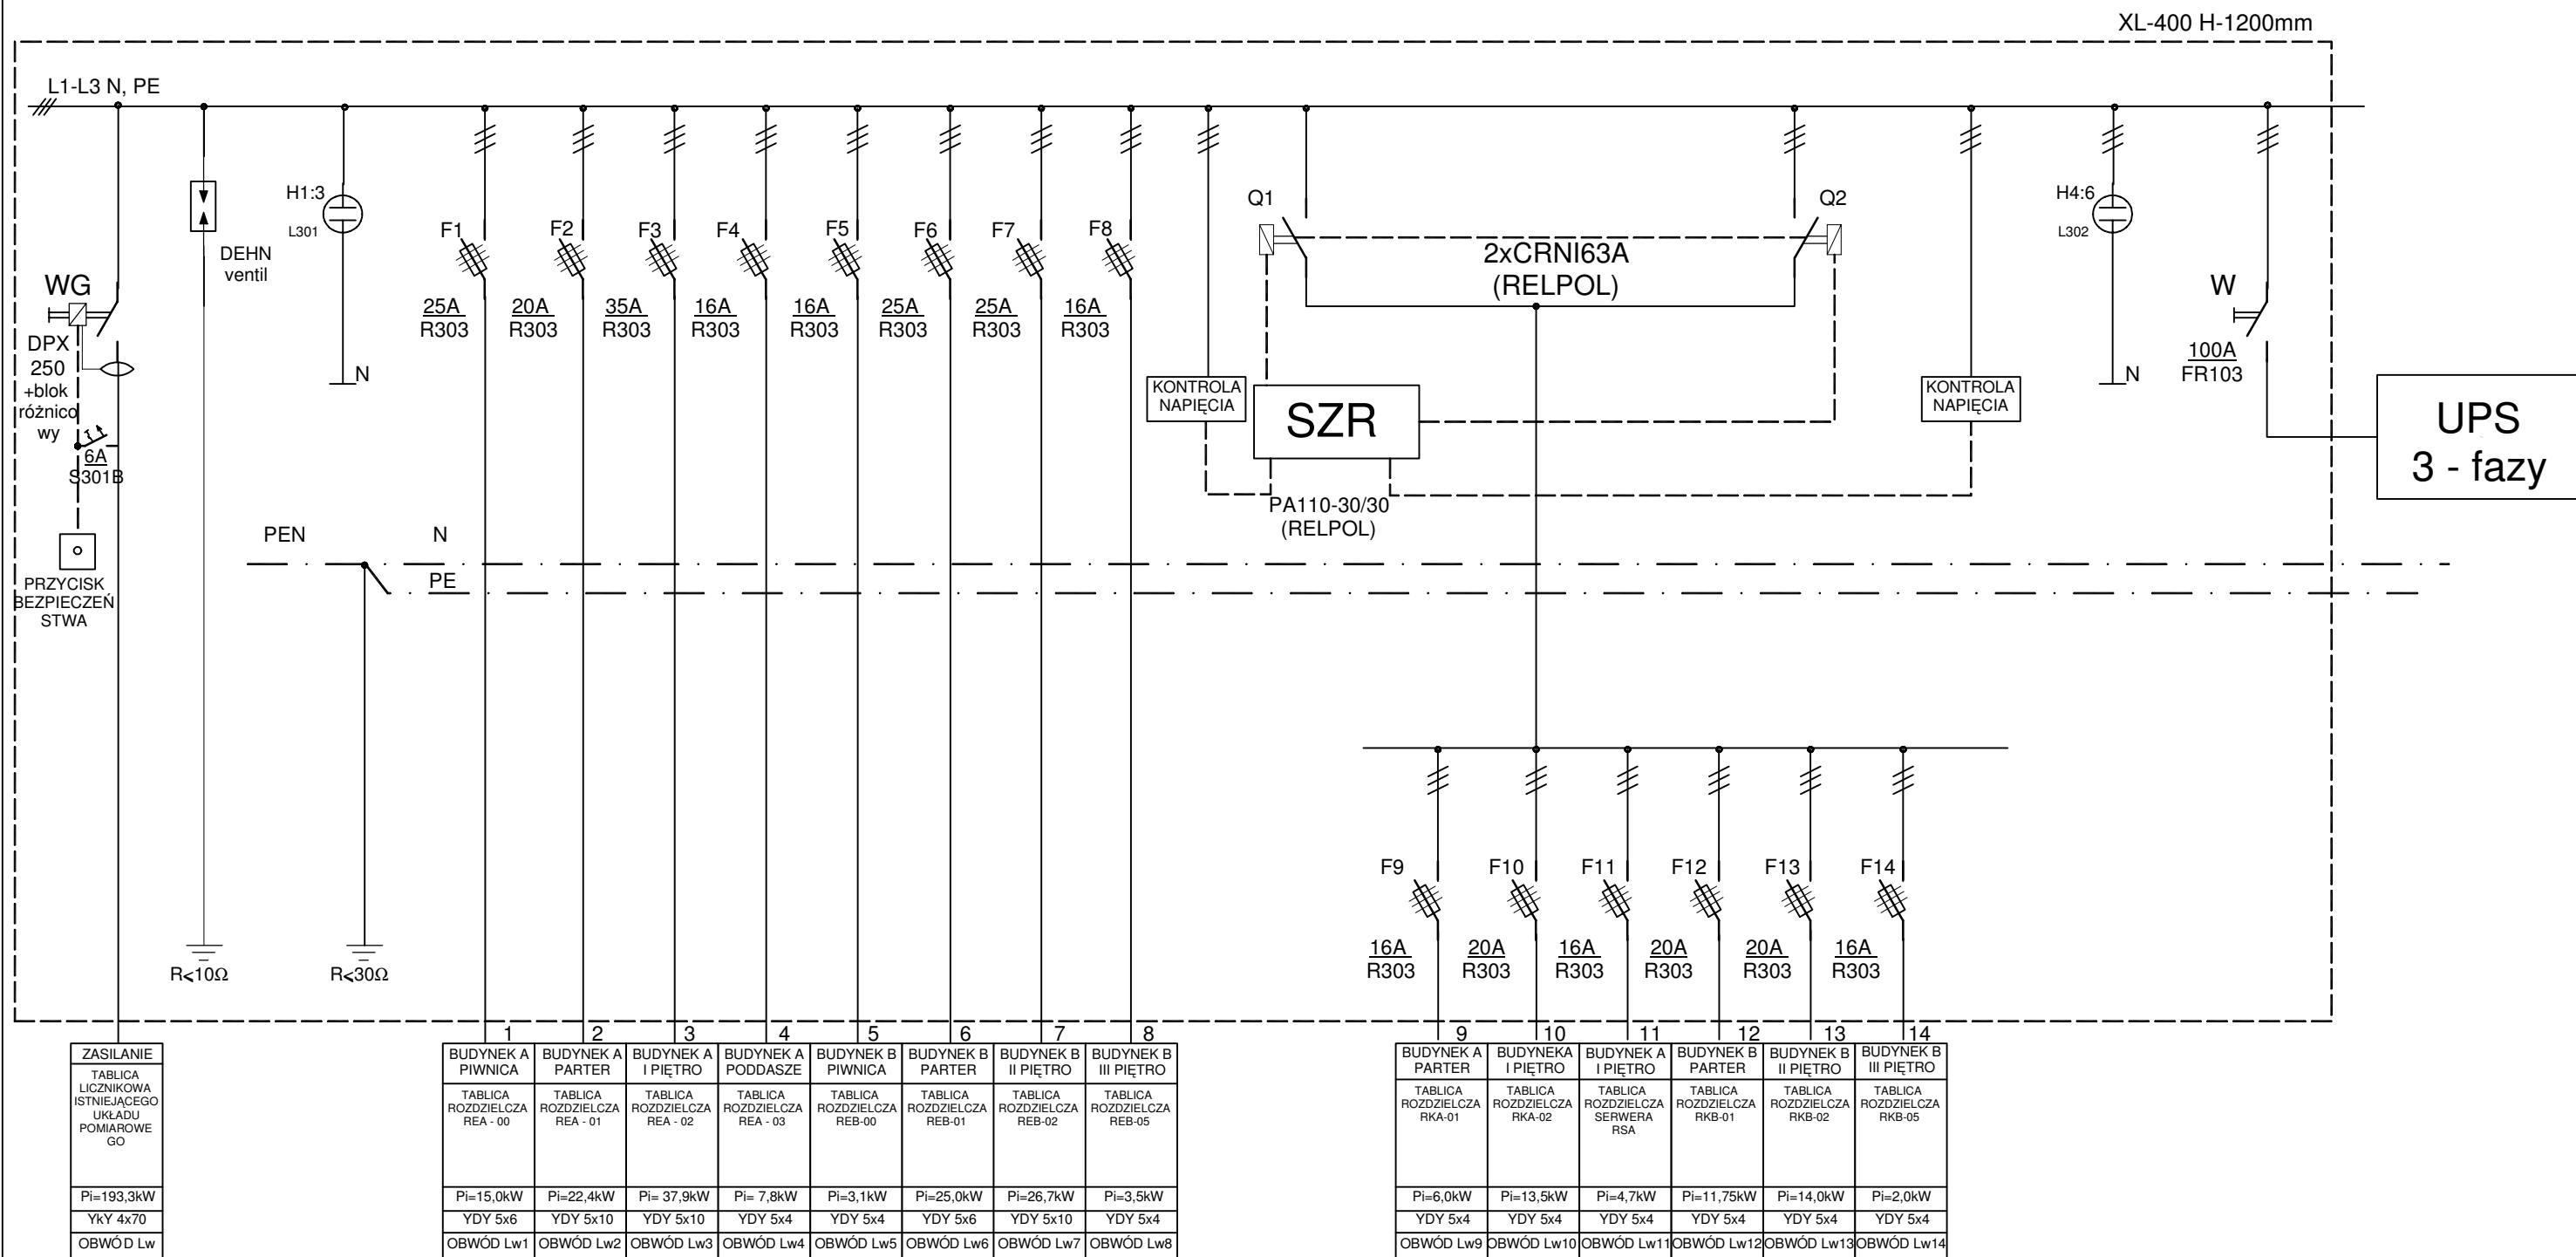 XL-400 H-1200mm
L1-L3 N, PE
H1:3
L301
N
DEHN
ventil
WG
DPX
250
+blok
różnico
wy
6A
S301B
PRZYCISK
BEZPIECZEŃ
STWA
F1
25A
R303
F2
20A
R303
F3
35A
R303
F4
16A
R303
F5
16A
R303
F6
25A
R303
F7
25A
R303
F8
16A
R303
Q1
Q2
2xCRNI63A
(RELPOL)
KONTROLA
NAPIĘCIA
SZR
PA110-30/30
(RELPOL)
KONTROLA
NAPIĘCIA
H4:6
L302
N
W
100A
FR103
UPS
3 - fazy
PEN
N
PE
R⩽10Ω
R⩽30Ω
F9
16A
R303
F10
20A
R303
F11
16A
R303
F12
20A
R303
F13
20A
R303
F14
16A
R303
ZASILANIE
TABLICA
LICZNIKOWA
ISTNIEJĄCEGO
UKŁADU
POMIAROWE
GO
Pi=193,3kW
YkY 4x70
OBWÓD Lw
1
BUDYNEK A
PIWNICA
TABLICA
ROZDZIELCZA
REA - 00
Pi=15,0kW
YDY 5x6
OBWÓD Lw1
2
BUDYNEK A
PARTER
TABLICA
ROZDZIELCZA
REA - 01
Pi=22,4kW
YDY 5x10
OBWÓD Lw2
3
BUDYNEK A
I PIĘTRO
TABLICA
ROZDZIELCZA
REA - 02
Pi= 37,9kW
YDY 5x10
OBWÓD Lw3
4
BUDYNEK A
PODDASZE
TABLICA
ROZDZIELCZA
REA - 03
Pi= 7,8kW
YDY 5x4
OBWÓD Lw4
5
BUDYNEK B
PIWNICA
TABLICA
ROZDZIELCZA
REB-00
Pi=3,1kW
YDY 5x4
OBWÓD Lw5
6
BUDYNEK B
PARTER
TABLICA
ROZDZIELCZA
REB-01
Pi=25,0kW
YDY 5x6
OBWÓD Lw6
7
BUDYNEK B
II PIĘTRO
TABLICA
ROZDZIELCZA
REB-02
Pi=26,7kW
YDY 5x10
OBWÓD Lw7
8
BUDYNEK B
III PIĘTRO
TABLICA
ROZDZIELCZA
REB-05
Pi=3,5kW
YDY 5x4
OBWÓD Lw8
9
BUDYNEK A
PARTER
TABLICA
ROZDZIELCZA
RKA-01
Pi=6,0kW
YDY 5x4
OBWÓD Lw9
10
BUDYNEKA
I PIĘTRO
TABLICA
ROZDZIELCZA
RKA-02
Pi=13,5kW
YDY 5x4
OBWÓD Lw10
11
BUDYNEK A
I PIĘTRO
TABLICA
ROZDZIELCZA
SERWERA
RSA
Pi=4,7kW
YDY 5x4
OBWÓD Lw11
12
BUDYNEK B
PARTER
TABLICA
ROZDZIELCZA
RKB-01
Pi=11,75kW
YDY 5x4
OBWÓD Lw12
13
BUDYNEK B
II PIĘTRO
TABLICA
ROZDZIELCZA
RKB-02
Pi=14,0kW
YDY 5x4
OBWÓD Lw13
14
BUDYNEK B
III PIĘTRO
TABLICA
ROZDZIELCZA
RKB-05
Pi=2,0kW
YDY 5x4
OBWÓD Lw14